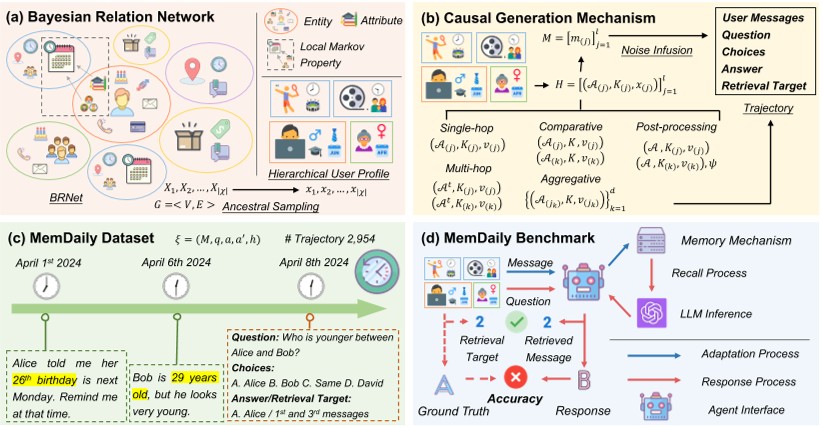 (a) Bayesian Relation Network
Entity
Attribute
Local Markov
Property
Hierarchical User Profile
BRNet
X₁, X₂, …, X|χ|
x₁, x₂, …, x|χ|
G =< V, E >
Ancestral Sampling
(b) Causal Generation Mechanism
M = [m(j)]ˡj=1
Noise Infusion
H = [(𝒜(j), K(j), x(j))]ˡj=1
User Messages
Question
Choices
Answer
Retrieval Target
Trajectory
Single-hop
(𝒜(j), K(j), v(j))
Multi-hop
(𝒜ᵗ, K(j), v(j))
(𝒜ᵗ, K(k), v(k))
Comparative
(𝒜(j), K, v(j))
(𝒜(k), K, v(k))
Aggregative
{(𝒜(jk), K, v(jk))}ᵈk=1
Post-processing
(𝒜, K(j), v(j))
(𝒜, K(k), v(k)), ψ
(c) MemDaily Dataset
ξ = (M, q, a, a′, h)
# Trajectory 2,954
April 1st 2024
April 6th 2024
April 8th 2024
Alice told me her
26th birthday is next
Monday. Remind me
at that time.
Bob is 29 years
old, but he looks
very young.
Question: Who is younger between
Alice and Bob?
Choices:
A. Alice B. Bob C. Same D. David
Answer/Retrieval Target:
A. Alice / 1st and 3rd messages
(d) MemDaily Benchmark
Message
Question
Memory Mechanism
Recall Process
LLM Inference
2
2
Retrieval
Target
Retrieved
Message
A
B
Accuracy
Ground Truth
Response
Adaptation Process
Response Process
Agent Interface